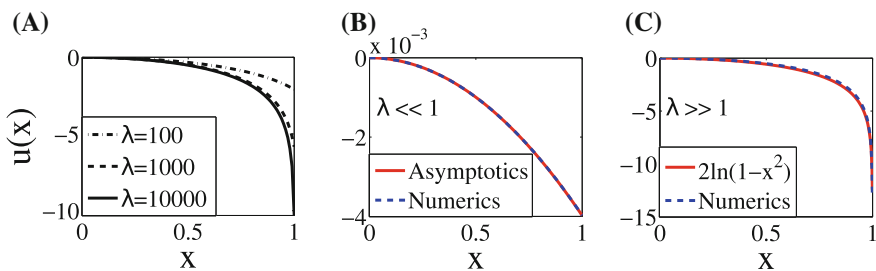 (A)
0
−5
−10
u(x)
λ=100
λ=1000
λ=10000
0
0.5
1
x
(B)
x 10⁻³
0
−2
−4
λ << 1
Asymptotics
Numerics
0
0.5
1
x
(C)
0
−5
−10
−15
λ >> 1
2ln(1−x²)
Numerics
0
0.5
1
x